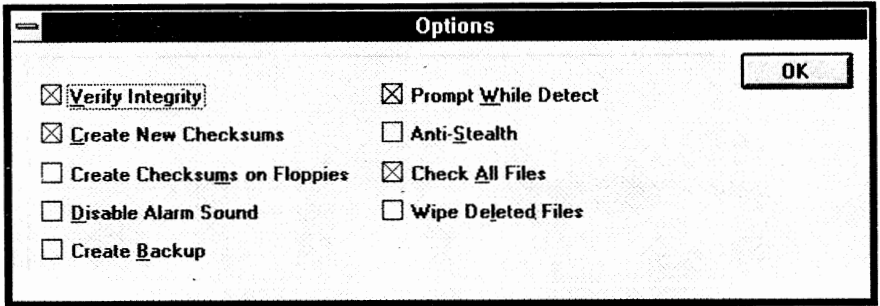 Options
OK
Verify Integrity
Create New Checksums
Create Checksums on Floppies
Disable Alarm Sound
Create Backup
Prompt While Detect
Anti-Stealth
Check All Files
Wipe Deleted Files